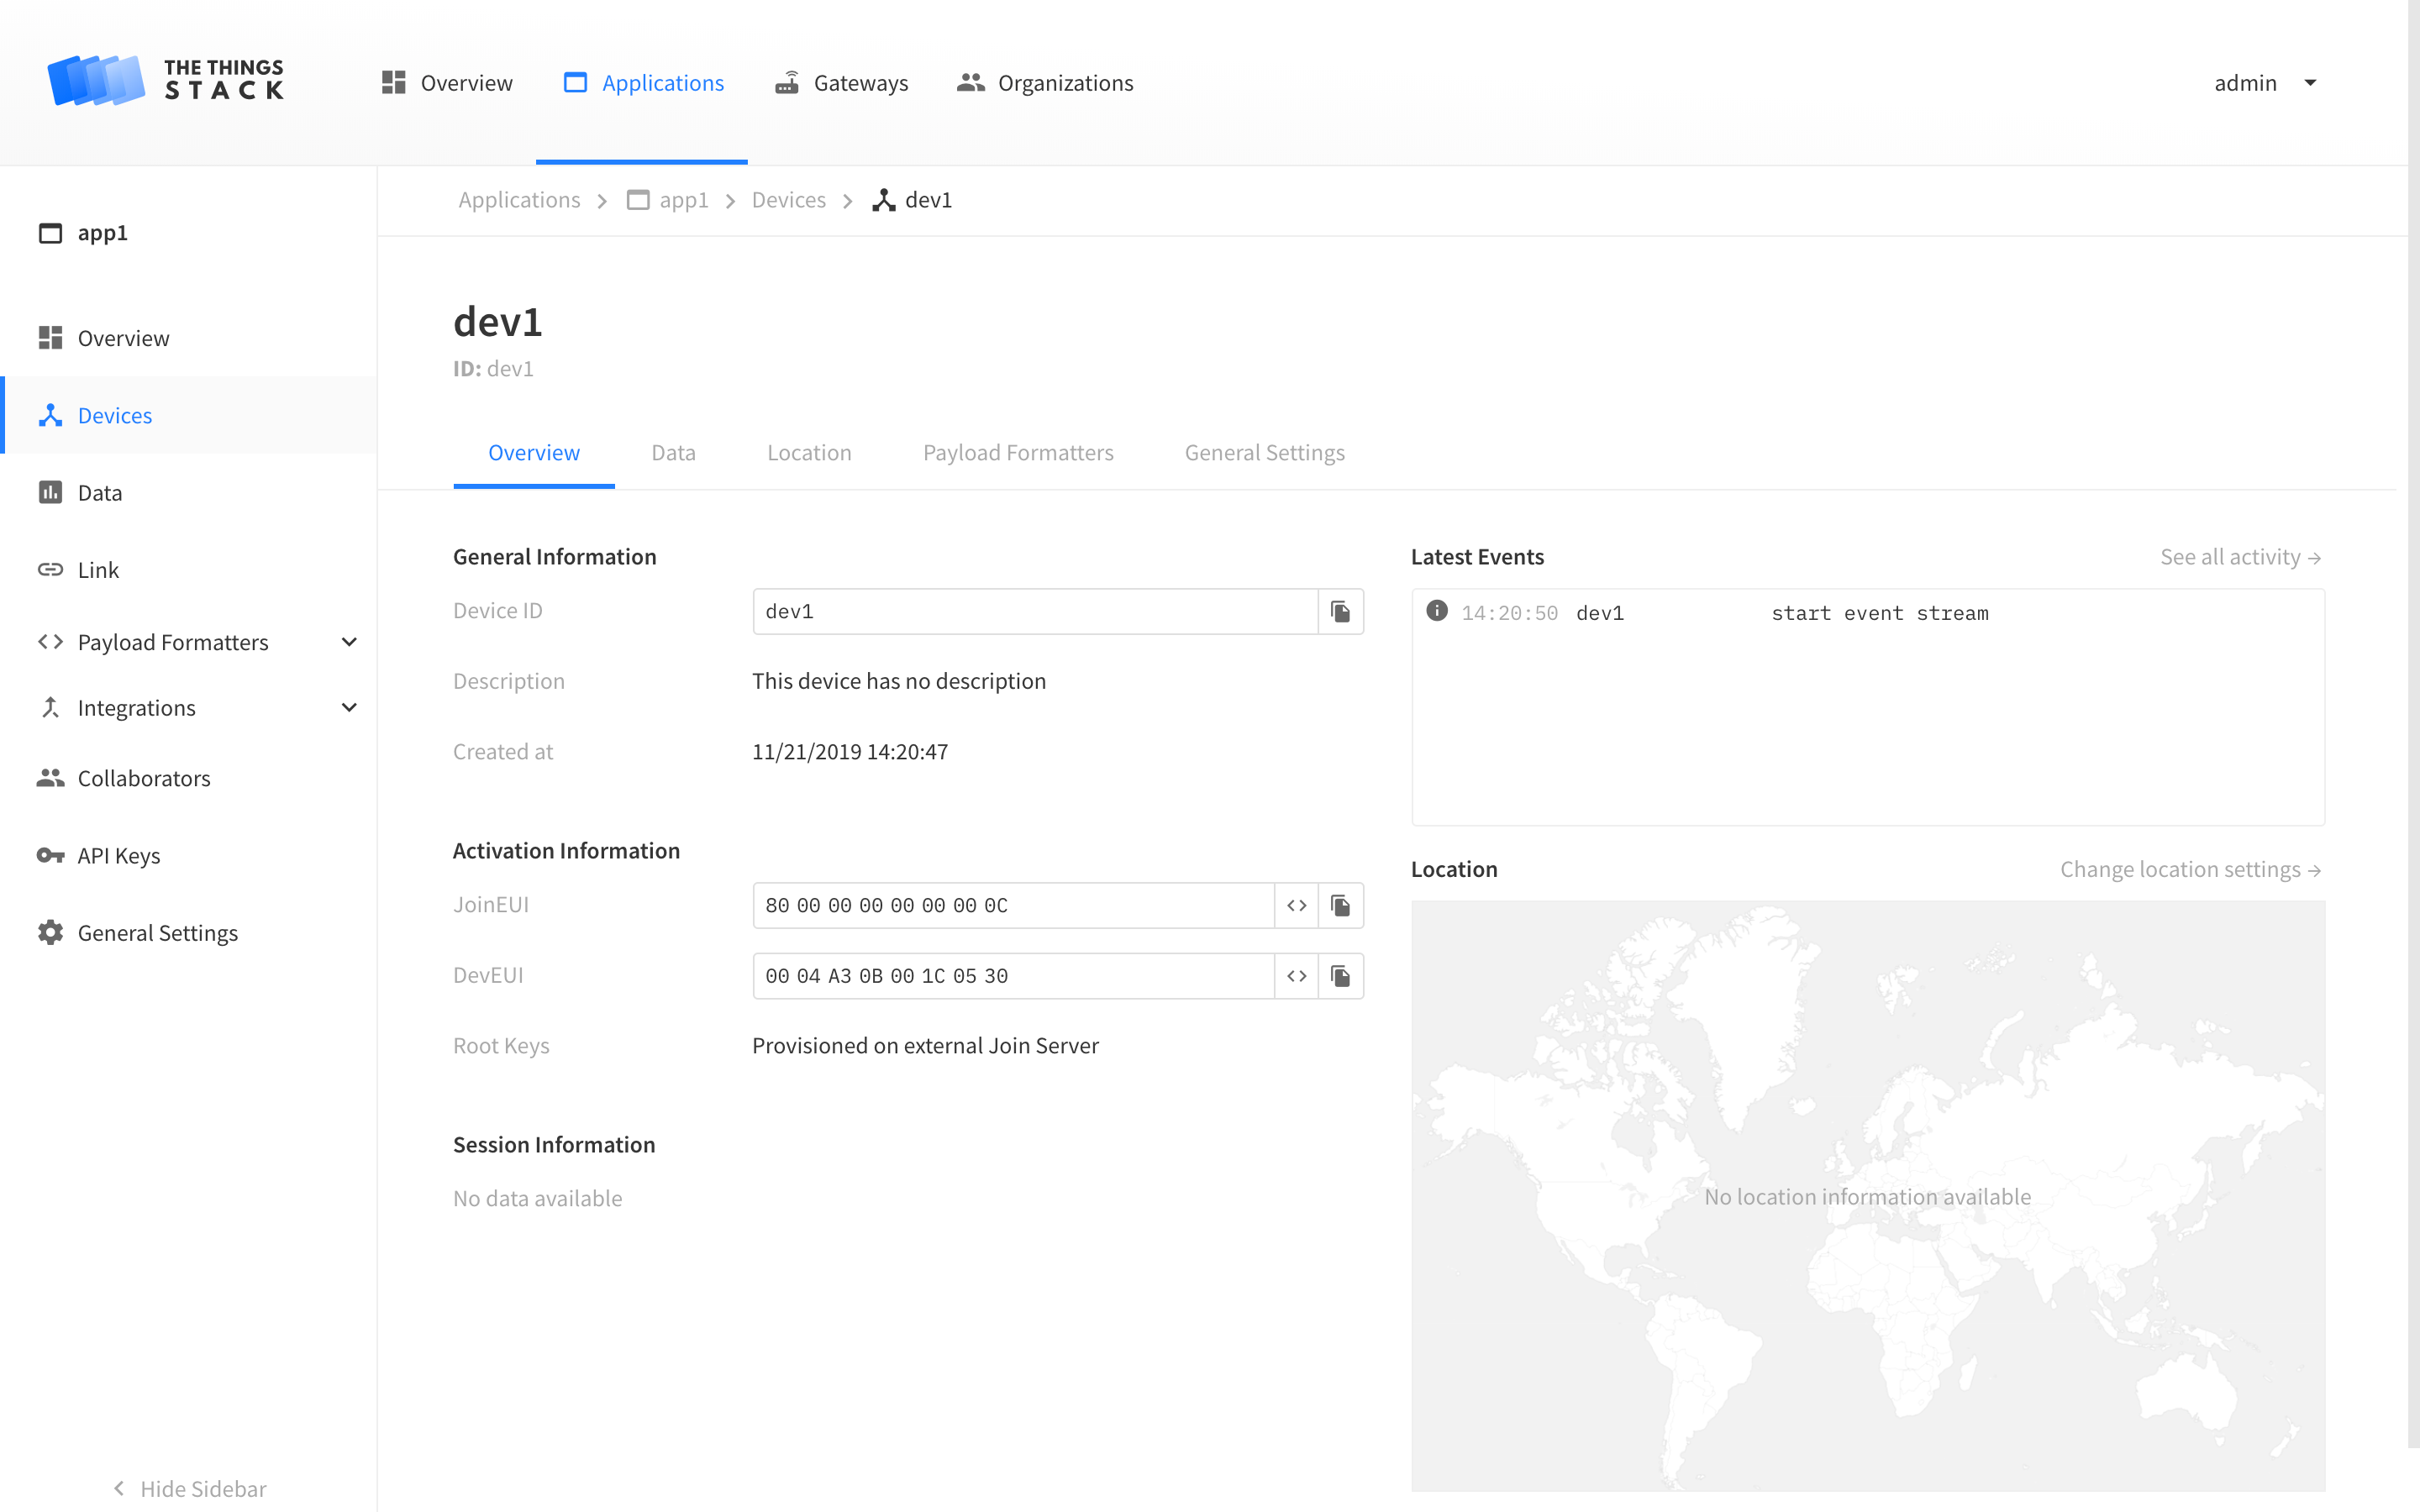 THE THINGS
STACK
Overview
Applications
Gateways
Organizations
admin
app1
Overview
Devices
Data
Link
Payload Formatters
Integrations
Collaborators
API Keys
General Settings
Hide Sidebar
Applications > app1 > Devices > dev1
dev1
ID: dev1
Overview
Data
Location
Payload Formatters
General Settings
General Information
Device ID dev1
Description This device has no description
Created at 11/21/2019 14:20:47
Activation Information
JoinEUI 80 00 00 00 00 00 00 0C
DevEUI 00 04 A3 0B 00 1C 05 30
Root Keys Provisioned on external Join Server
Session Information
No data available
Latest Events
See all activity →
14:20:50 dev1 start event stream
Location
Change location settings →
No location information available